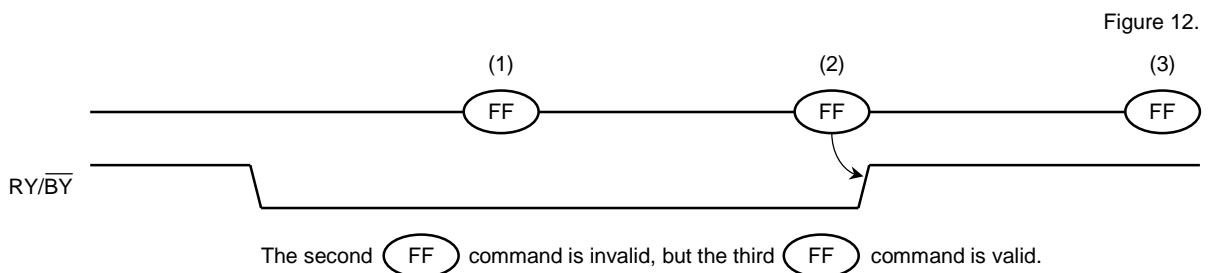 Figure 12.
(1) (2) (3)
FF FF FF
RY/B̅Y̅
The second FF command is invalid, but the third FF command is valid.